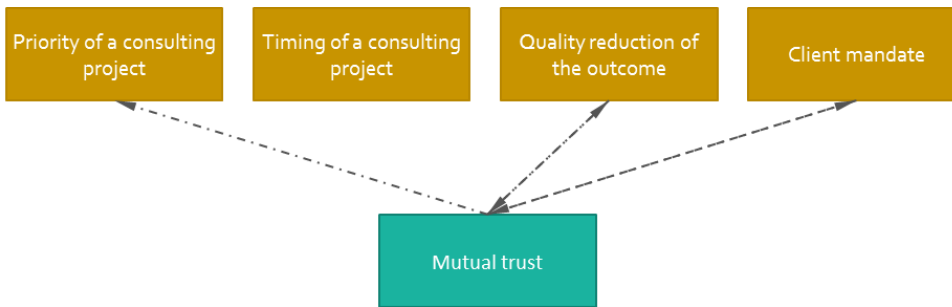 Priority of a consulting
project
Timing of a consulting
project
Quality reduction of
the outcome
Client mandate
Mutual trust